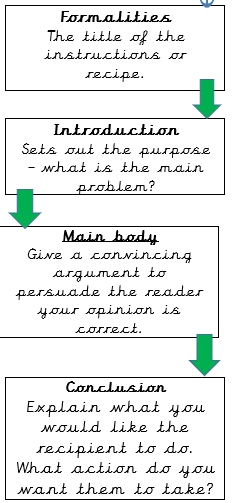 Formalities
The title of the
instructions or
recipe.
Introduction
Sets out the purpose
– what is the main
problem?
Main body
Give a convincing
argument to
persuade the reader
your opinion is
correct.
Conclusion
Explain what you
would like the
recipient to do.
What action do you
want them to take?